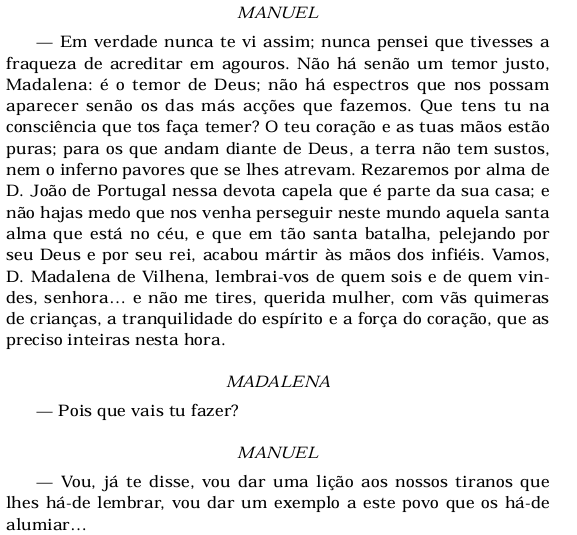 MANUEL
— Em verdade nunca te vi assim; nunca pensei que tivesses a
fraqueza de acreditar em agouros. Não há senão um temor justo,
Madalena: é o temor de Deus; não há espectros que nos possam
aparecer senão os das más acções que fazemos. Que tens tu na
consciência que tos faça temer? O teu coração e as tuas mãos estão
puras; para os que andam diante de Deus, a terra não tem sustos,
nem o inferno pavores que se lhes atrevam. Rezaremos por alma de
D. João de Portugal nessa devota capela que é parte da sua casa; e
não hajas medo que nos venha perseguir neste mundo aquela santa
alma que está no céu, e que em tão santa batalha, pelejando por
seu Deus e por seu rei, acabou mártir às mãos dos infiéis. Vamos,
D. Madalena de Vilhena, lembrai-vos de quem sois e de quem vin-
des, senhora… e não me tires, querida mulher, com vãs quimeras
de crianças, a tranquilidade do espírito e a força do coração, que as
preciso inteiras nesta hora.
MADALENA
— Pois que vais tu fazer?
MANUEL
— Vou, já te disse, vou dar uma lição aos nossos tiranos que
lhes há-de lembrar, vou dar um exemplo a este povo que os há-de
alumiar…